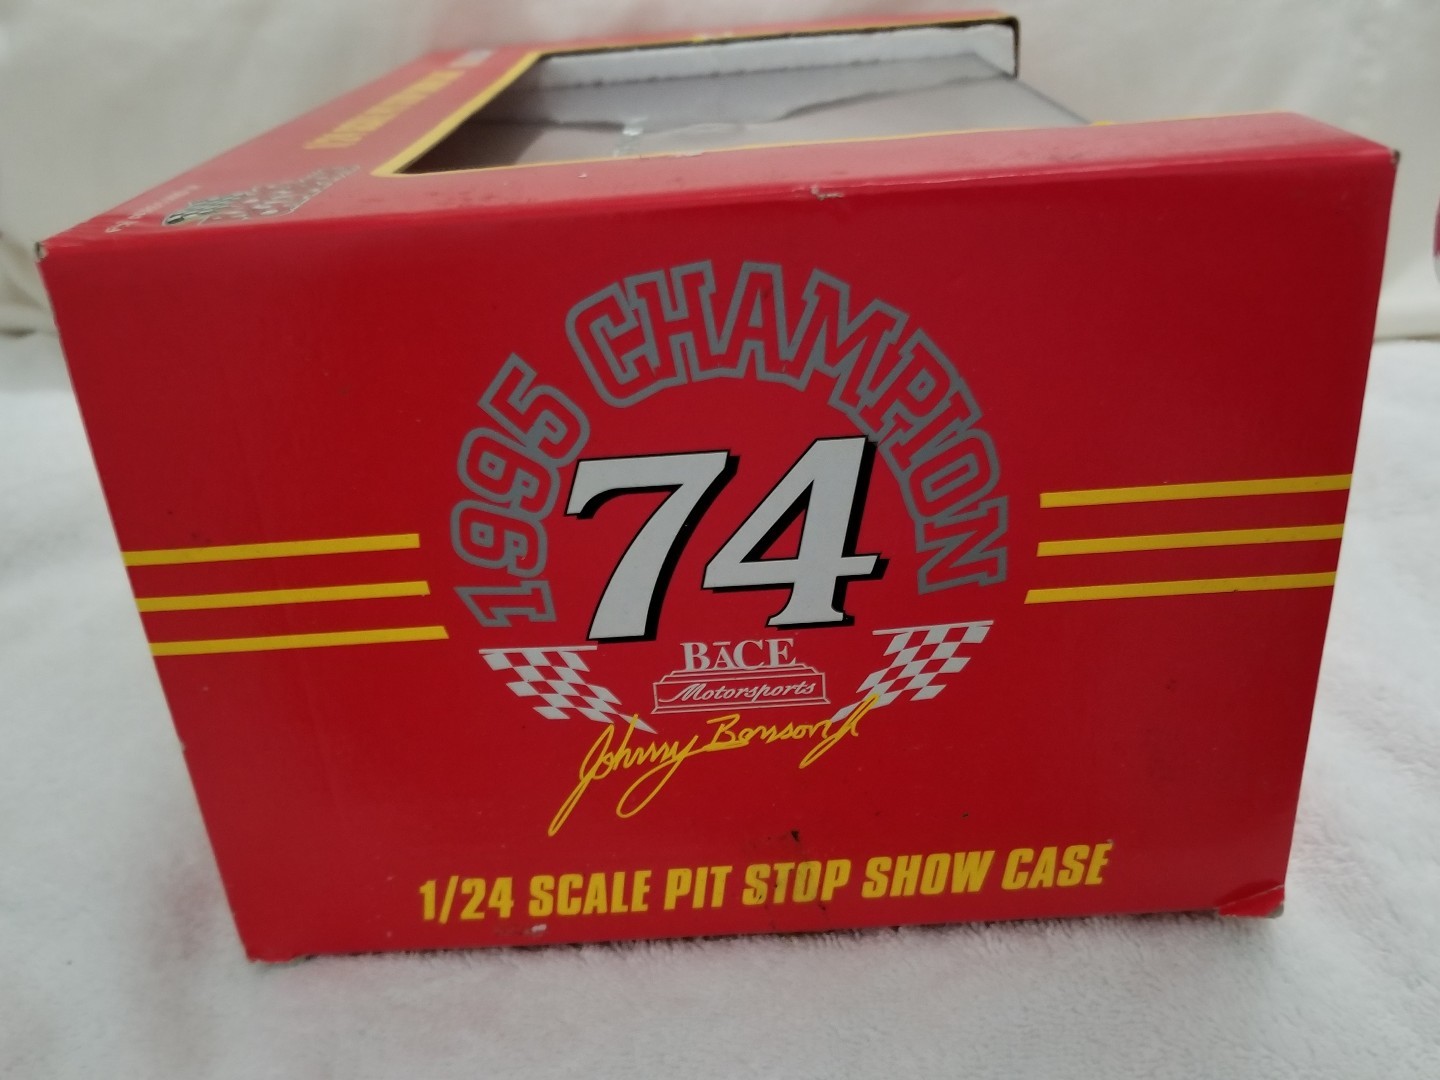 1995 CHAMPION
74
BACE
Motorsports
Johnny Benson Jr
1/24 SCALE PIT STOP SHOW CASE